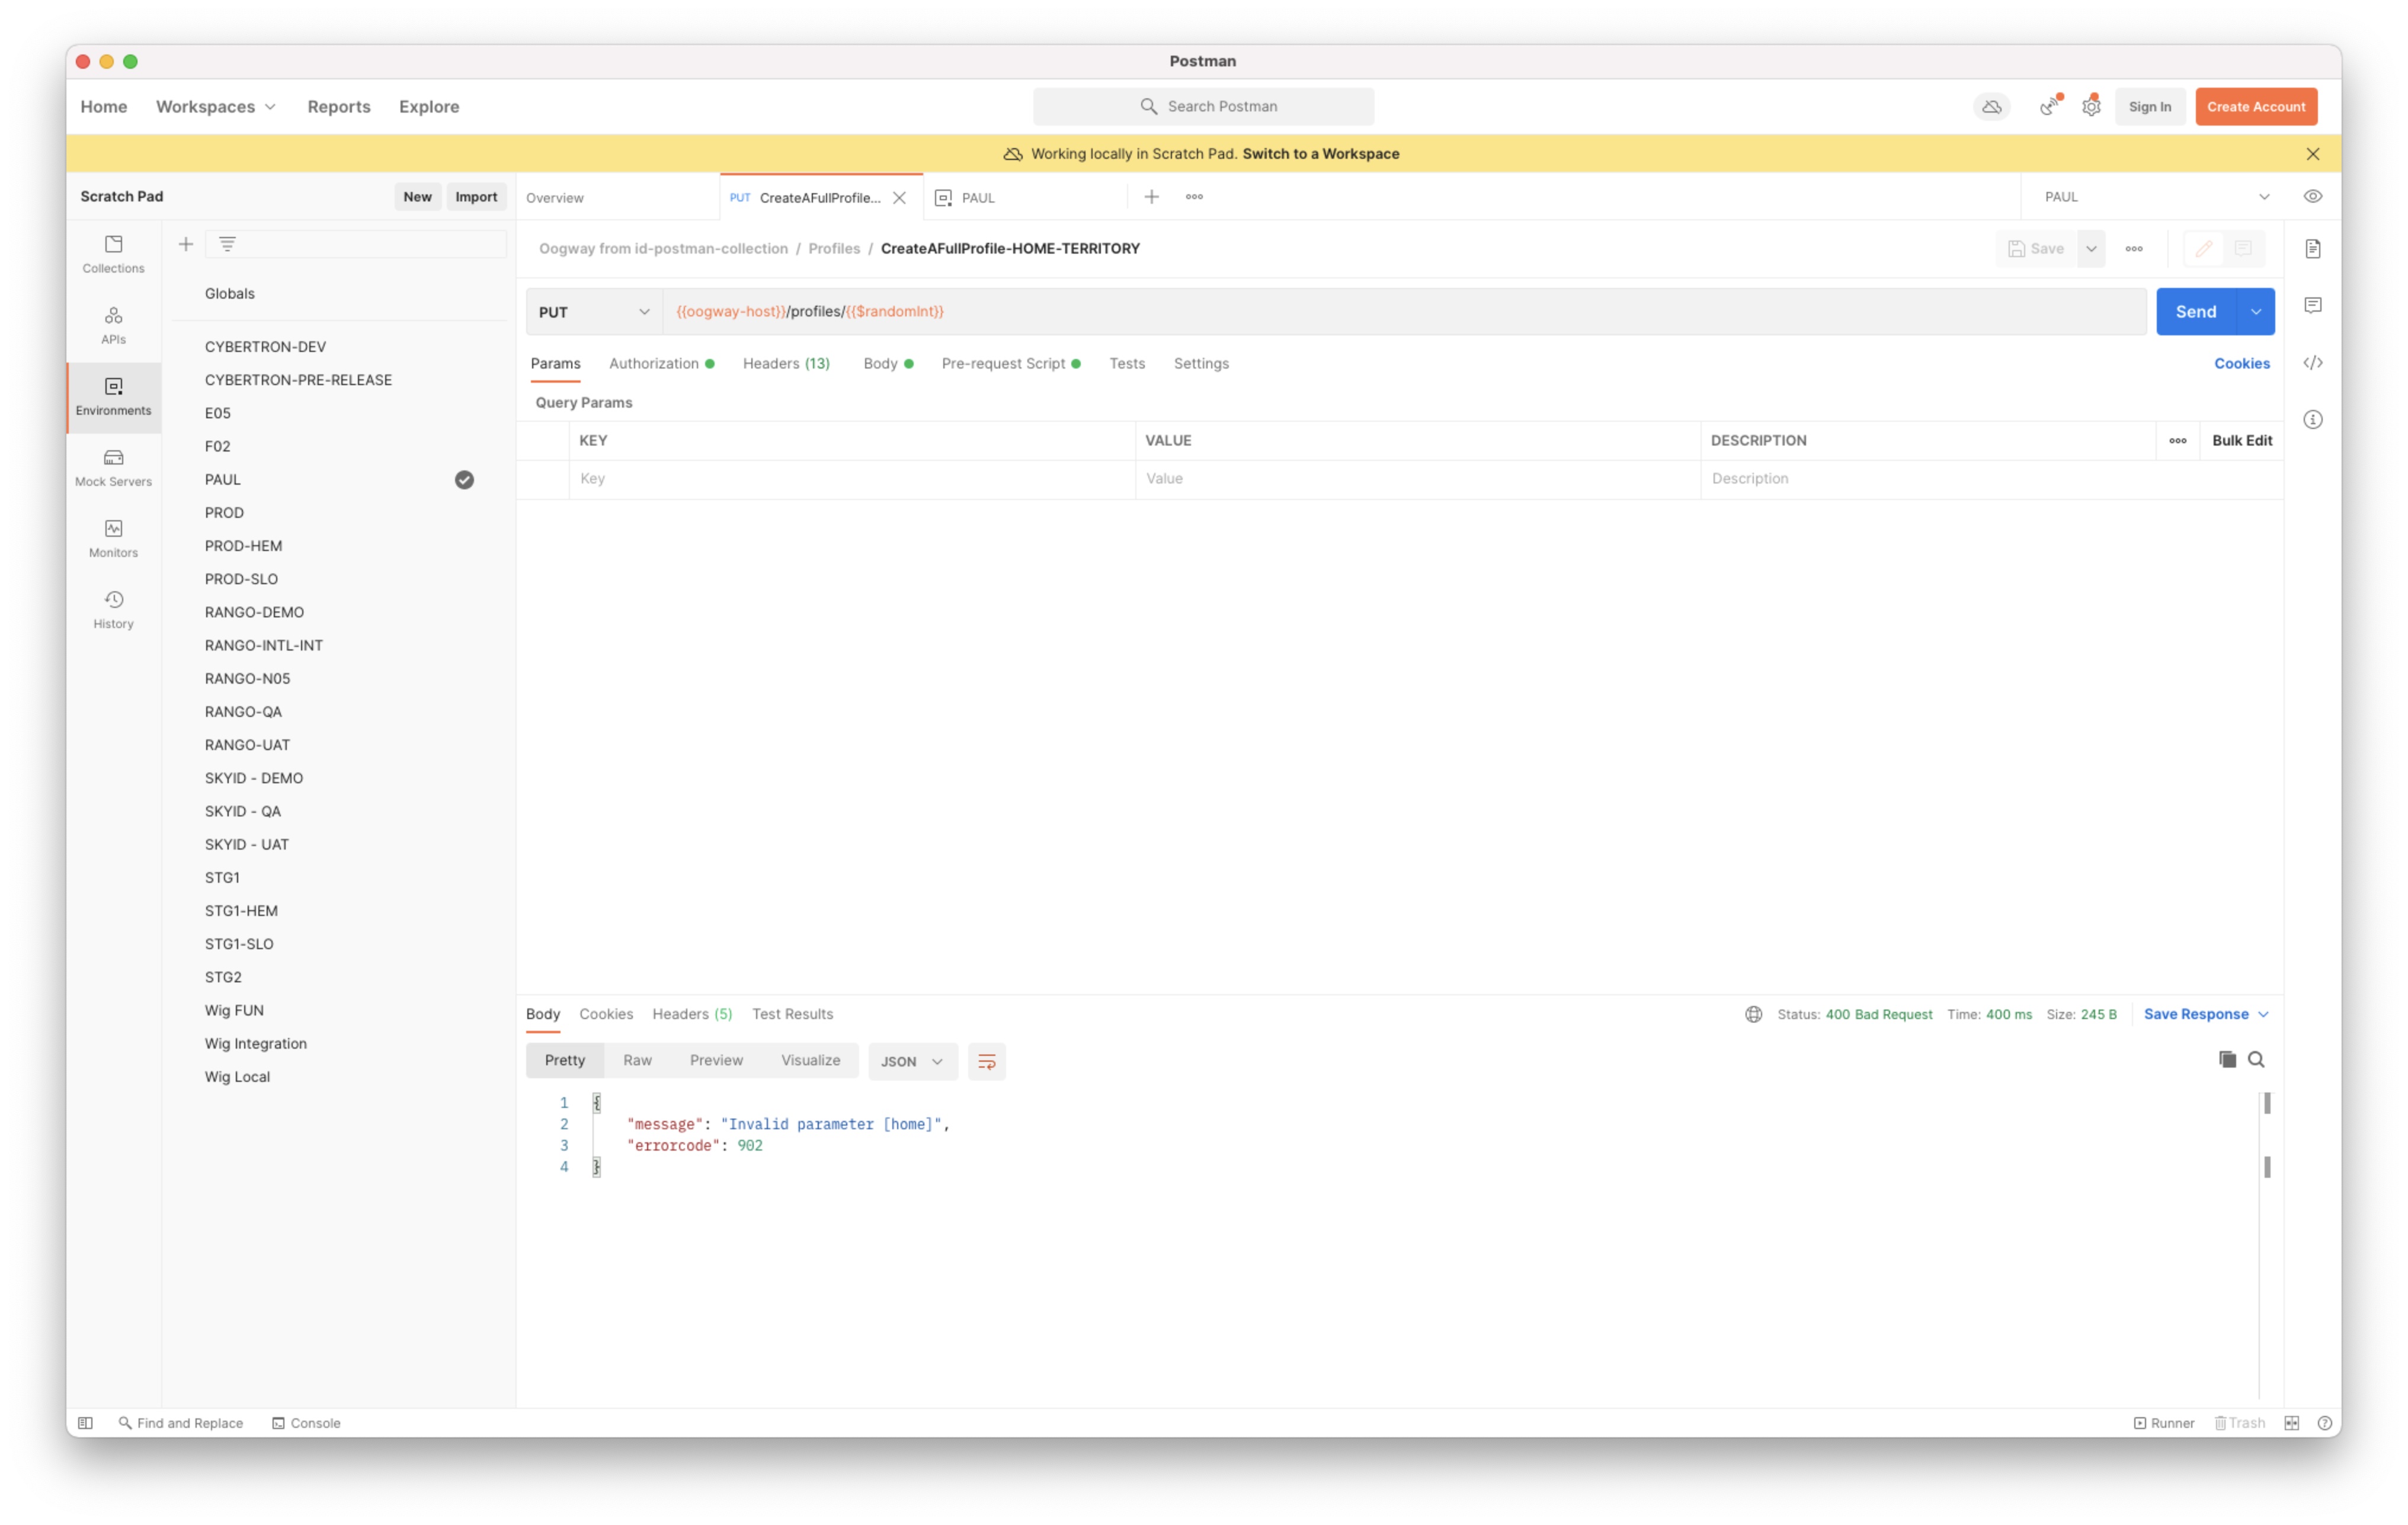 Postman
Home Workspaces Reports Explore Search Postman Sign In Create Account
Working locally in Scratch Pad. Switch to a Workspace
Scratch Pad New Import Overview PUT CreateAFullProfile... PAUL PAUL
Oogway from id-postman-collection / Profiles / CreateAFullProfile-HOME-TERRITORY Save
Collections
APIs
Environments
Mock Servers
Monitors
History
Globals
CYBERTRON-DEV
CYBERTRON-PRE-RELEASE
E05
F02
PAUL
PROD
PROD-HEM
PROD-SLO
RANGO-DEMO
RANGO-INTL-INT
RANGO-N05
RANGO-QA
RANGO-UAT
SKYID - DEMO
SKYID - QA
SKYID - UAT
STG1
STG1-HEM
STG1-SLO
STG2
Wig FUN
Wig Integration
Wig Local
PUT {{oogway-host}}/profiles/{{$randomInt}} Send
Params Authorization Headers (13) Body Pre-request Script Tests Settings Cookies
Query Params
KEY VALUE DESCRIPTION Bulk Edit
Key Value Description
Body Cookies Headers (5) Test Results Status: 400 Bad Request Time: 400 ms Size: 245 B Save Response
Pretty Raw Preview Visualize JSON
1 {
2 "message": "Invalid parameter [home]",
3 "errorcode": 902
4 }
Find and Replace Console Runner Trash